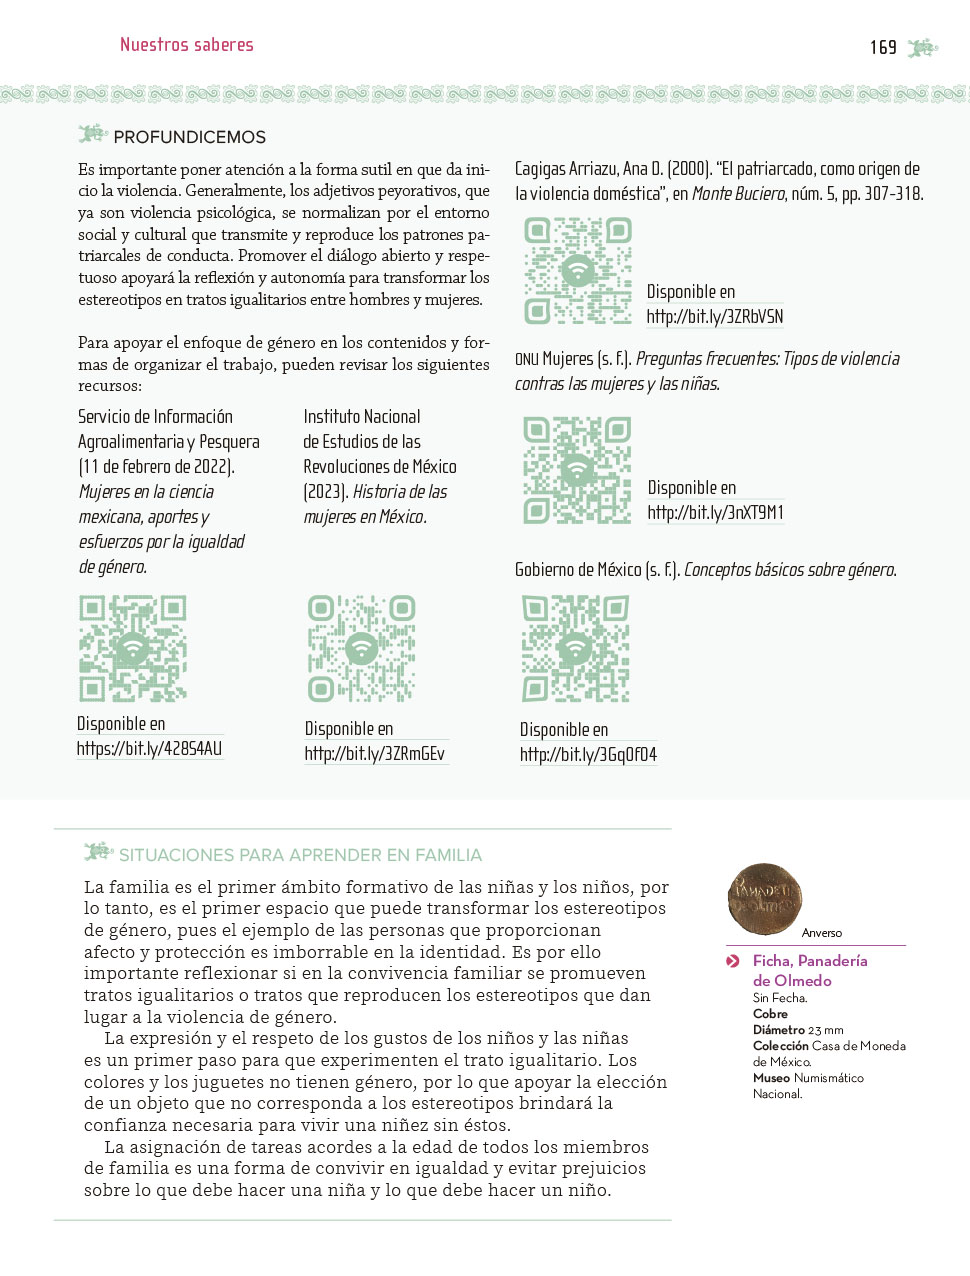 Nuestros saberes
169
PROFUNDICEMOS
Es importante poner atención a la forma sutil en que da ini-
cio la violencia. Generalmente, los adjetivos peyorativos, que
ya son violencia psicológica, se normalizan por el entorno
social y cultural que transmite y reproduce los patrones pa-
triarcales de conducta. Promover el diálogo abierto y respe-
tuoso apoyará la reflexión y autonomía para transformar los
estereotipos en tratos igualitarios entre hombres y mujeres.
Para apoyar el enfoque de género en los contenidos y for-
mas de organizar el trabajo, pueden revisar los siguientes
recursos:
Servicio de Información
Agroalimentaria y Pesquera
(11 de febrero de 2022).
Mujeres en la ciencia
mexicana, aportes y
esfuerzos por la igualdad
de género.
Disponible en
https://bit.ly/428S4AU
Instituto Nacional
de Estudios de las
Revoluciones de México
(2023). Historia de las
mujeres en México.
Disponible en
http://bit.ly/3ZRmGEv
Cagigas Arriazu, Ana D. (2000). “El patriarcado, como origen de
la violencia doméstica”, en Monte Buciero, núm. 5, pp. 307-318.
Disponible en
http://bit.ly/3ZRbVSN
ONU Mujeres (s. f.). Preguntas frecuentes: Tipos de violencia
contras las mujeres y las niñas.
Disponible en
http://bit.ly/3nXT9M1
Gobierno de México (s. f.). Conceptos básicos sobre género.
Disponible en
http://bit.ly/3GqOfO4
SITUACIONES PARA APRENDER EN FAMILIA
La familia es el primer ámbito formativo de las niñas y los niños, por
lo tanto, es el primer espacio que puede transformar los estereotipos
de género, pues el ejemplo de las personas que proporcionan
afecto y protección es imborrable en la identidad. Es por ello
importante reflexionar si en la convivencia familiar se promueven
tratos igualitarios o tratos que reproducen los estereotipos que dan
lugar a la violencia de género.
La expresión y el respeto de los gustos de los niños y las niñas
es un primer paso para que experimenten el trato igualitario. Los
colores y los juguetes no tienen género, por lo que apoyar la elección
de un objeto que no corresponda a los estereotipos brindará la
confianza necesaria para vivir una niñez sin éstos.
La asignación de tareas acordes a la edad de todos los miembros
de familia es una forma de convivir en igualdad y evitar prejuicios
sobre lo que debe hacer una niña y lo que debe hacer un niño.
PANADERIA
DE OLMEDO
Anverso
Ficha, Panadería
de Olmedo
Sin Fecha.
Cobre
Diámetro 23 mm
Colección Casa de Moneda
de México.
Museo Numismático
Nacional.